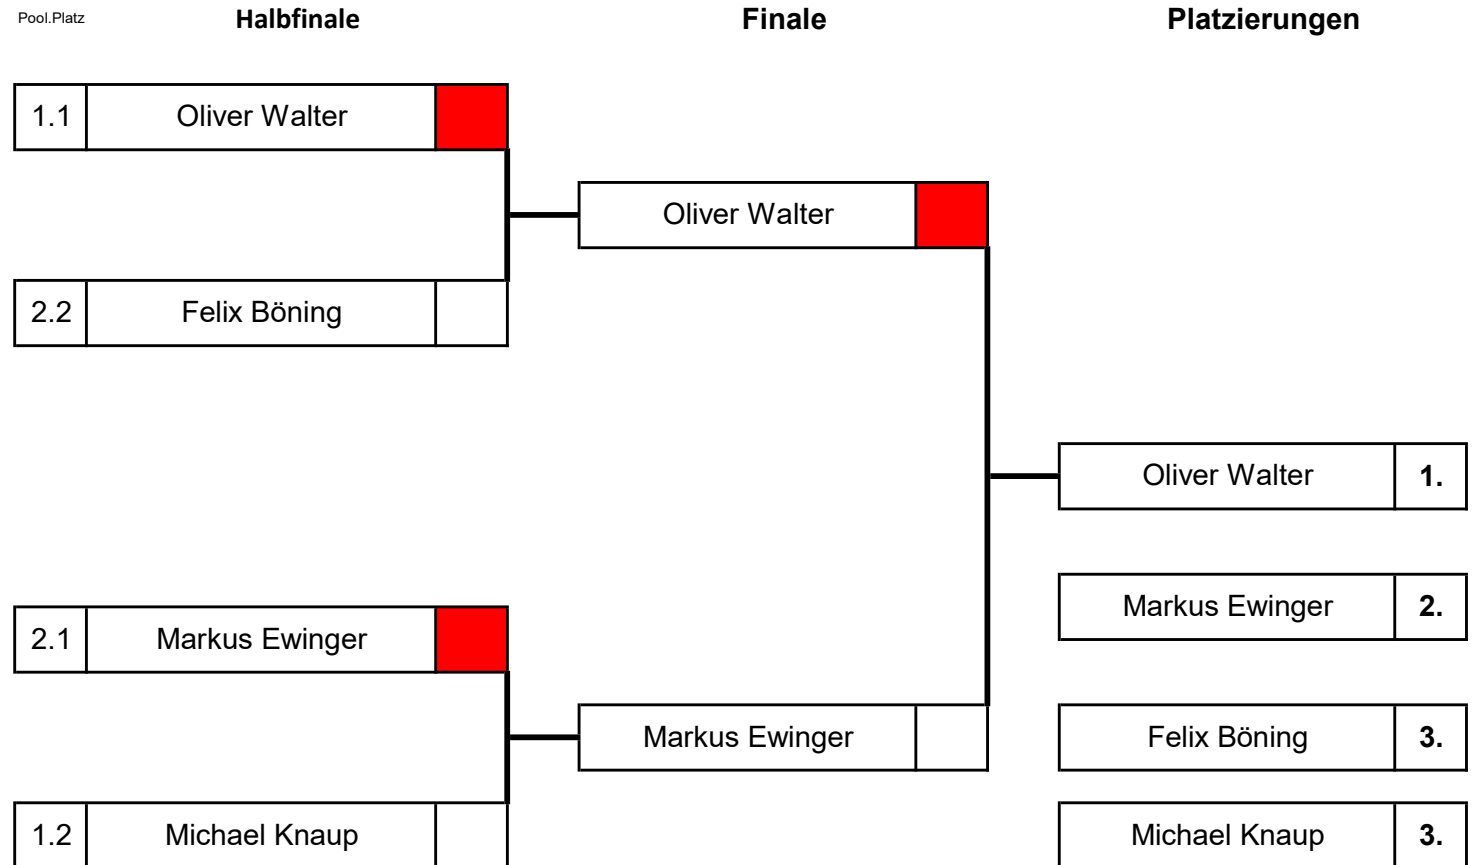 Pool.Platz Halbfinale Finale Platzierungen
1.1 Oliver Walter
Oliver Walter
2.2 Felix Böning
Oliver Walter 1.
Markus Ewinger 2.
2.1 Markus Ewinger
Markus Ewinger
Felix Böning 3.
1.2 Michael Knaup
Michael Knaup 3.